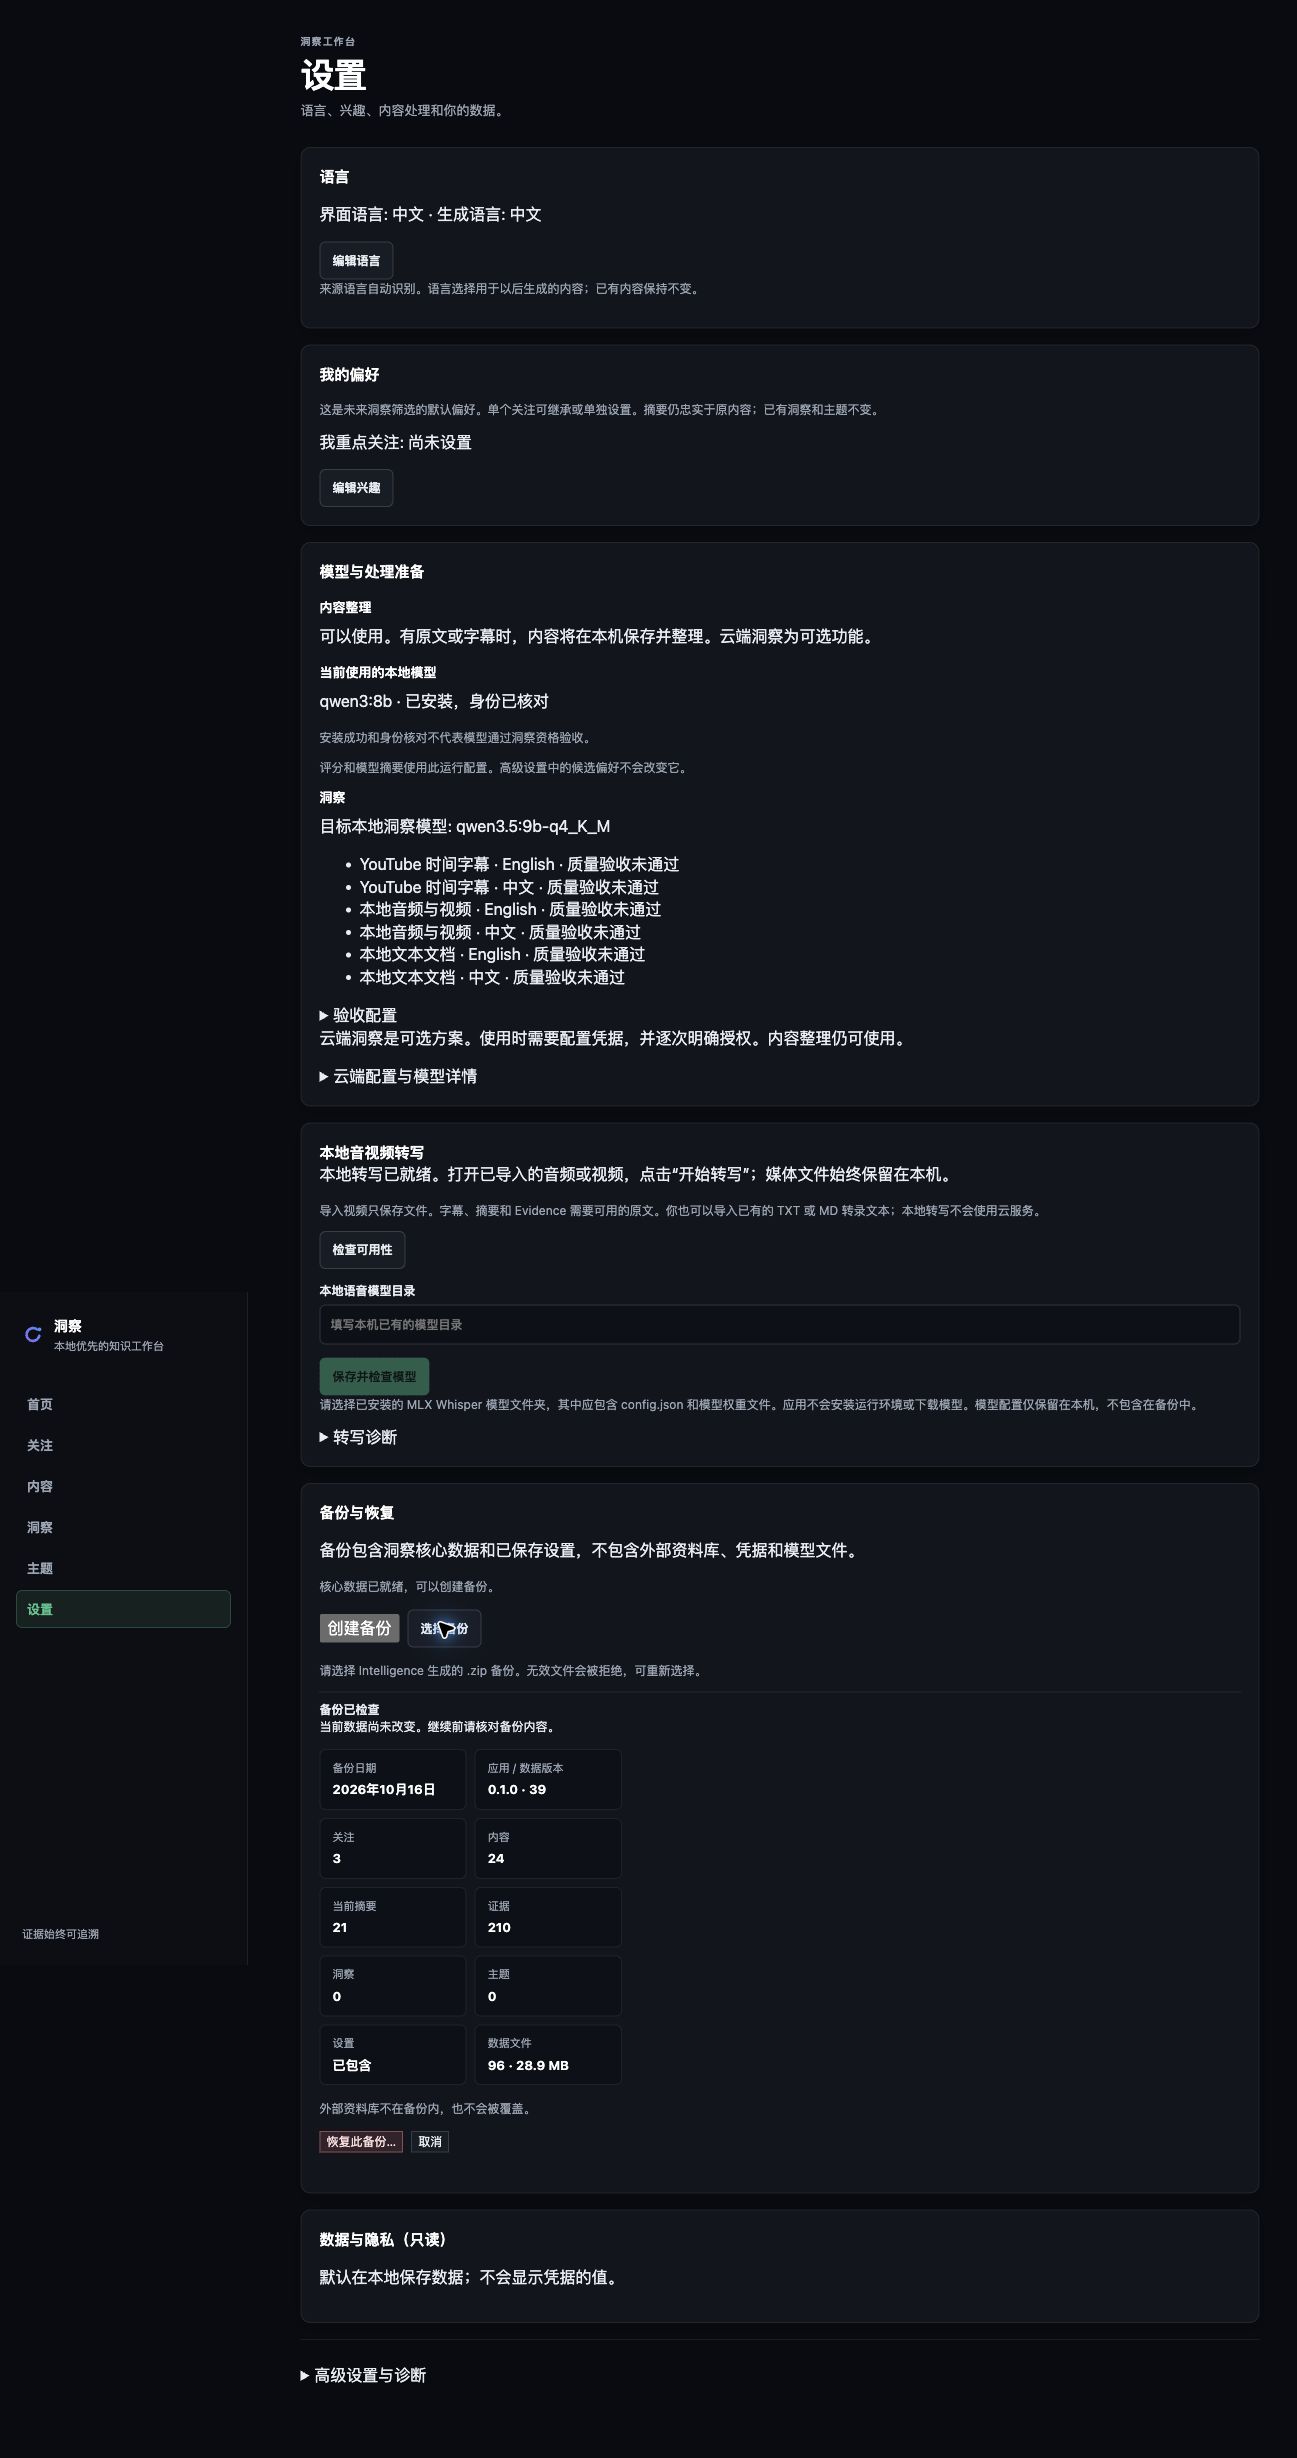 洞察工作台
设置
语言、兴趣、内容处理和你的数据。
语言
界面语言: 中文 · 生成语言: 中文
编辑语言
来源语言自动识别。语言选择用于以后生成的内容；已有内容保持不变。
我的偏好
这是未来洞察筛选的默认偏好。单个关注可继承或单独设置。摘要仍忠实于原内容；已有洞察和主题不变。
我重点关注: 尚未设置
编辑兴趣
模型与处理准备
内容整理
可以使用。有原文或字幕时，内容将在本机保存并整理。云端洞察为可选功能。
当前使用的本地模型
qwen3:8b · 已安装，身份已核对
安装成功和身份核对不代表模型通过洞察资格验收。
评分和模型摘要使用此运行配置。高级设置中的候选偏好不会改变它。
洞察
目标本地洞察模型: qwen3.5:9b-q4_K_M
• YouTube 时间字幕 · English · 质量验收未通过
• YouTube 时间字幕 · 中文 · 质量验收未通过
• 本地音频与视频 · English · 质量验收未通过
• 本地音频与视频 · 中文 · 质量验收未通过
• 本地文本文档 · English · 质量验收未通过
• 本地文本文档 · 中文 · 质量验收未通过
▶ 验收配置
云端洞察是可选方案。使用时需要配置凭据，并逐次明确授权。内容整理仍可使用。
▶ 云端配置与模型详情
本地音视频转写
本地转写已就绪。打开已导入的音频或视频，点击“开始转写”；媒体文件始终保留在本机。
导入视频只保存文件。字幕、摘要和 Evidence 需要可用的原文。你也可以导入已有的 TXT 或 MD 转录文本；本地转写不会使用云服务。
检查可用性
本地语音模型目录
填写本机已有的模型目录
保存并检查模型
请选择已安装的 MLX Whisper 模型文件夹，其中应包含 config.json 和模型权重文件。应用不会安装运行环境或下载模型。模型配置仅保留在本机，不包含在备份中。
▶ 转写诊断
洞察
本地优先的知识工作台
首页
关注
内容
洞察
主题
设置
证据始终可追溯
备份与恢复
备份包含洞察核心数据和已保存设置，不包含外部资料库、凭据和模型文件。
核心数据已就绪，可以创建备份。
创建备份
选择备份
请选择 Intelligence 生成的 .zip 备份。无效文件会被拒绝，可重新选择。
备份已检查
当前数据尚未改变。继续前请核对备份内容。
备份日期
2026年10月16日
应用 / 数据版本
0.1.0 · 39
关注
3
内容
24
当前摘要
21
证据
210
洞察
0
主题
0
设置
已包含
数据文件
96 · 28.9 MB
外部资料库不在备份内，也不会被覆盖。
恢复此备份...
取消
数据与隐私（只读）
默认在本地保存数据；不会显示凭据的值。
▶ 高级设置与诊断